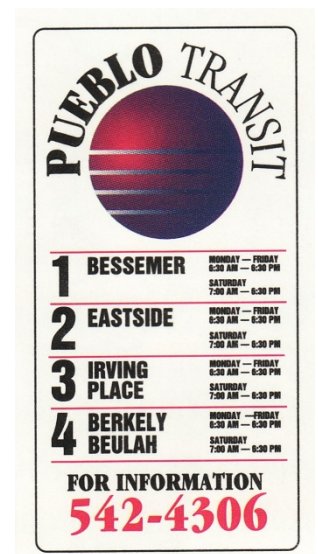 PUEBLO TRANSIT
1 BESSEMER
MONDAY — FRIDAY
6:30 AM — 6:30 PM
SATURDAY
7:00 AM — 6:30 PM
2 EASTSIDE
MONDAY — FRIDAY
6:30 AM — 6:30 PM
SATURDAY
7:00 AM — 6:30 PM
3 IRVING
PLACE
MONDAY — FRIDAY
6:30 AM — 6:30 PM
SATURDAY
7:00 AM — 6:30 PM
4 BERKELY
BEULAH
MONDAY —FRIDAY
6:30 AM — 6:30 PM
SATURDAY
7:00 AM — 6:30 PM
FOR INFORMATION
542-4306